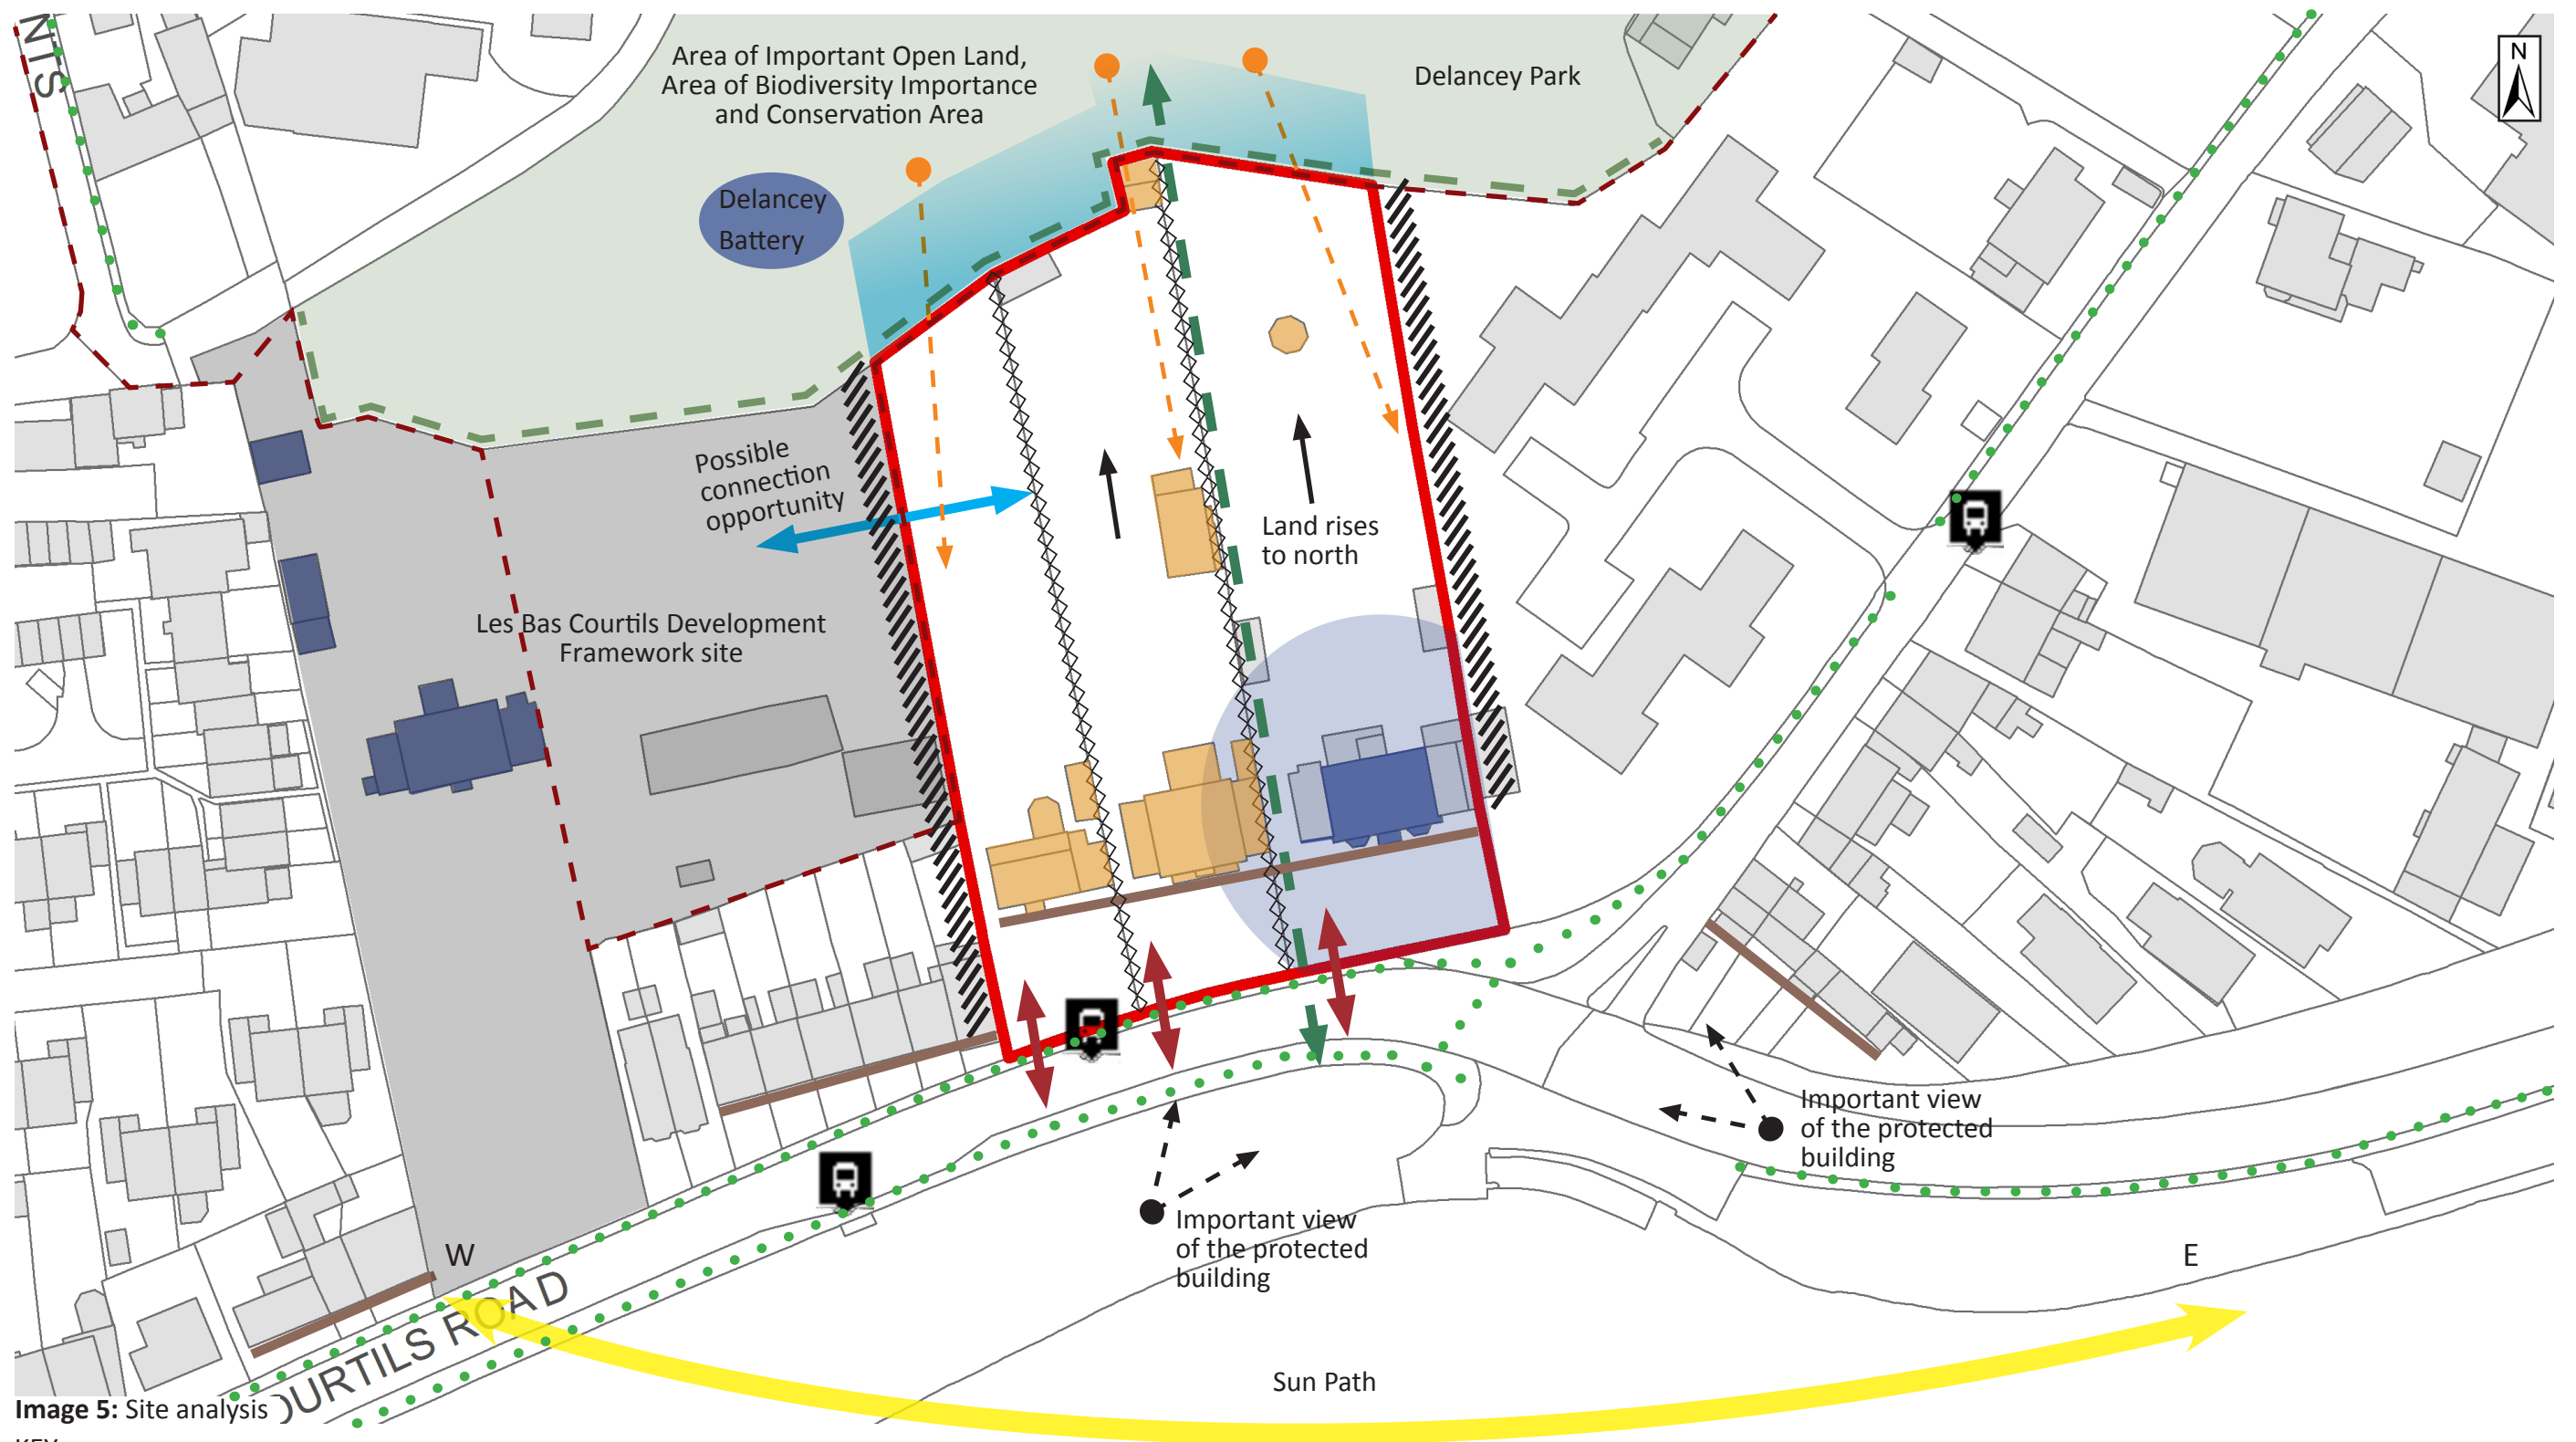 NTS
Area of Important Open Land,
Area of Biodiversity Importance
and Conservation Area
Delancey Park
N
Delancey
Battery
Possible
connection
opportunity
Land rises
to north
Les Bas Courtils Development
Framework site
Important view
of the protected
building
Important view
of the protected
building
W
E
OURTILS ROAD
Sun Path
Image 5: Site analysis